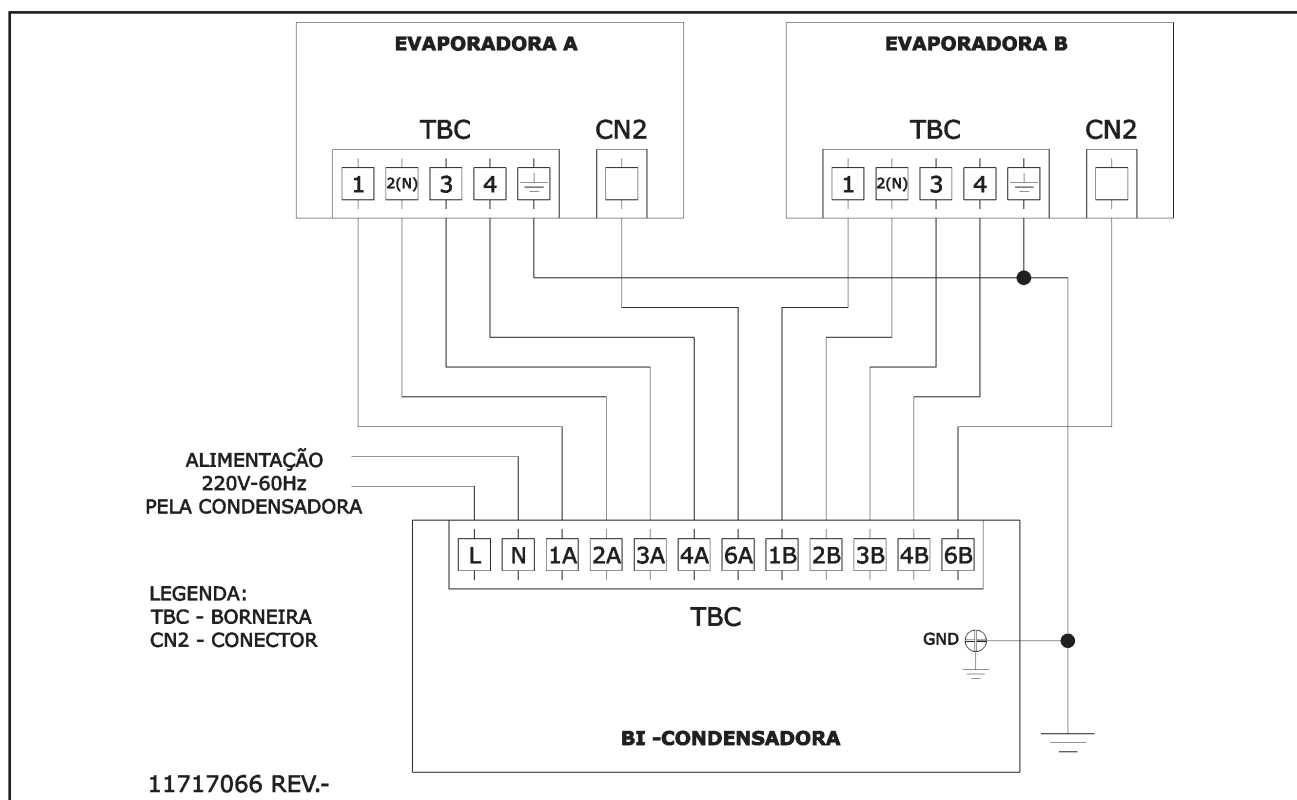 EVAPORADORA A
EVAPORADORA B
TBC
CN2
TBC
CN2
1 2(N) 3 4
1 2(N) 3 4
ALIMENTAÇÃO
220V-60Hz
PELA CONDENSADORA
L N 1A 2A 3A 4A 6A 1B 2B 3B 4B 6B
TBC
LEGENDA:
TBC - BORNEIRA
CN2 - CONECTOR
GND
BI -CONDENSADORA
11717066 REV.-